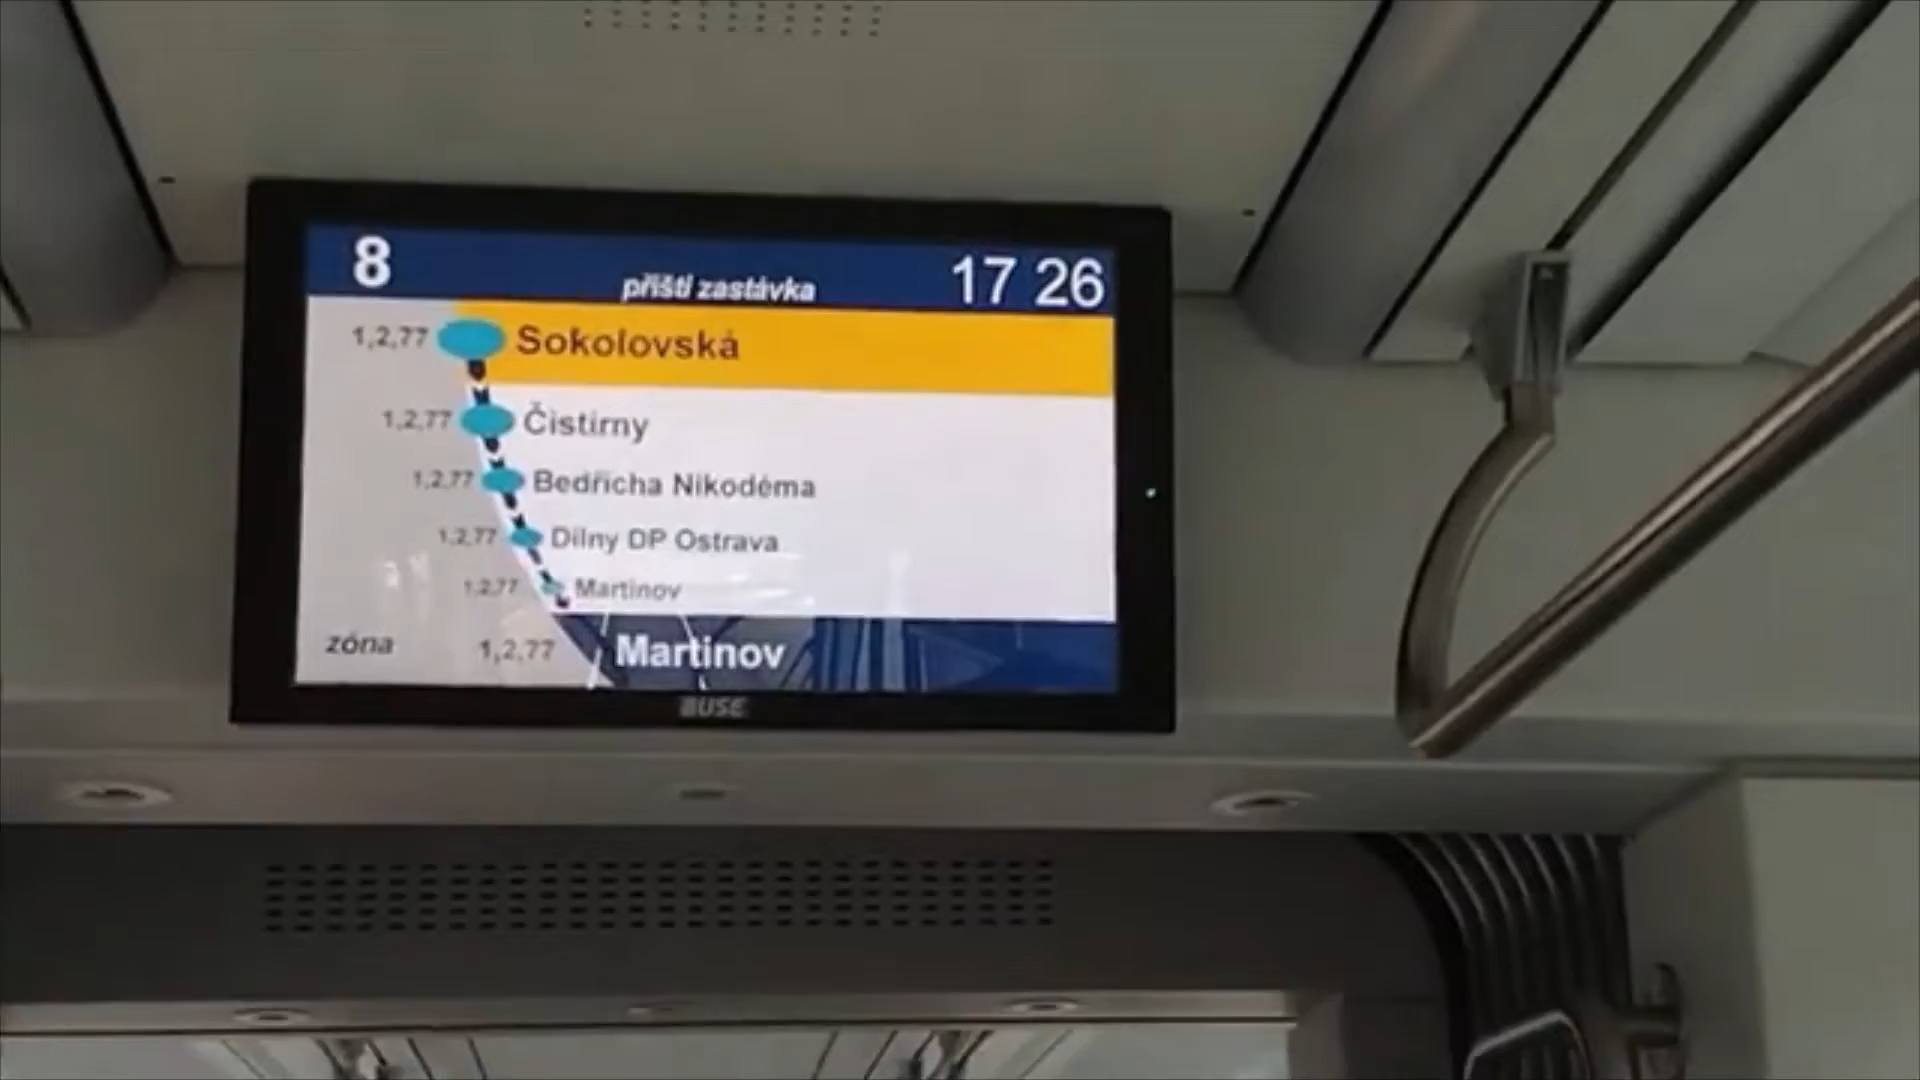 8 příští zastávka 17 26
1,2,77 Sokolovská
1,2,77 Čistírny
1,2,77 Bedřicha Nikodéma
1,2,77 Dílny DP Ostrava
1,2,77 Martinov
zóna 1,2,77 Martinov
BUSE